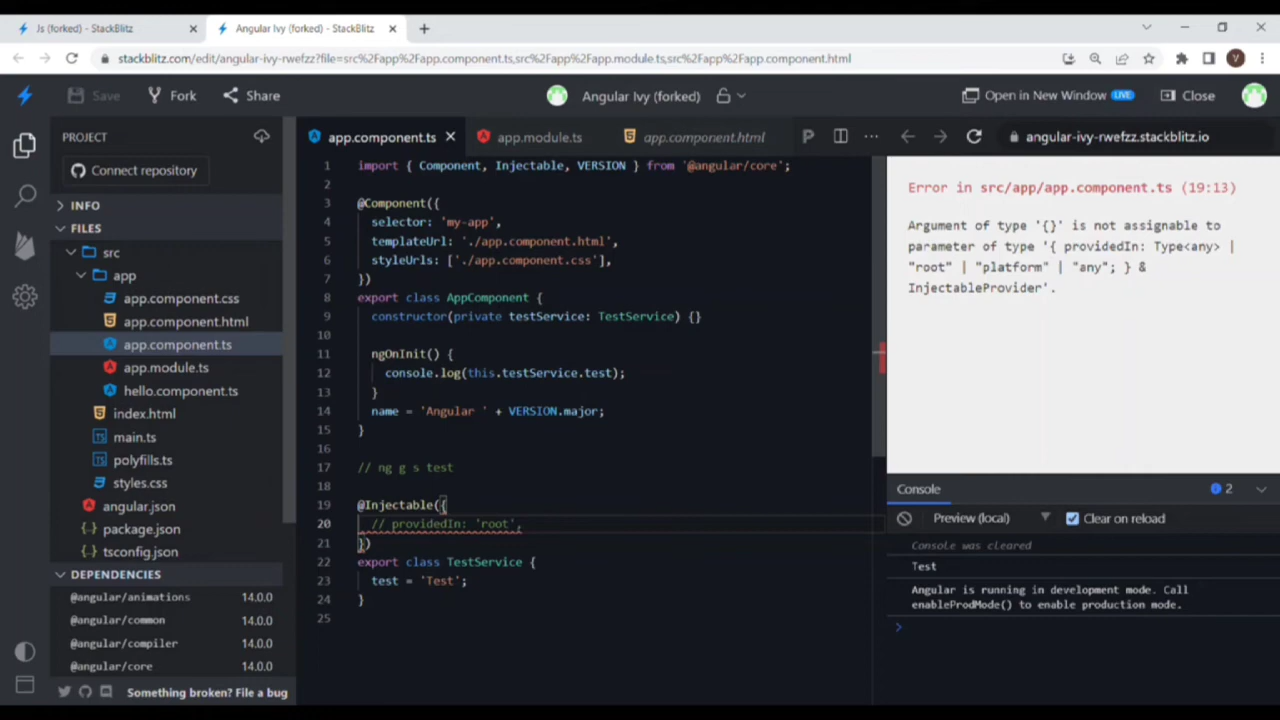 Js (forked) - StackBlitz
Angular Ivy (forked) - StackBlitz
stackblitz.com/edit/angular-ivy-rwefzz?file=src%2Fapp%2Fapp.component.ts,src%2Fapp%2Fapp.module.ts,src%2Fapp%2Fapp.component.html
V
Save
Fork
Share
Angular Ivy (forked)
Open in New Window LIVE
Close
PROJECT
Connect repository
INFO
FILES
src
app
app.component.css
app.component.html
app.component.ts
app.module.ts
hello.component.ts
index.html
main.ts
polyfills.ts
styles.css
angular.json
package.json
tsconfig.json
DEPENDENCIES
@angular/animations 14.0.0
@angular/common 14.0.0
@angular/compiler 14.0.0
@angular/core 14.0.0
Something broken? File a bug
app.component.ts
app.module.ts
app.component.html
1 import { Component, Injectable, VERSION } from '@angular/core';
2
3 @Component({
4 selector: 'my-app',
5 templateUrl: './app.component.html',
6 styleUrls: ['./app.component.css'],
7 })
8 export class AppComponent {
9 constructor(private testService: TestService) {}
10
11 ngOnInit() {
12 console.log(this.testService.test);
13 }
14 name = 'Angular ' + VERSION.major;
15 }
16
17 // ng g s test
18
19 @Injectable({
20 // providedIn: 'root',
21 })
22 export class TestService {
23 test = 'Test';
24 }
25
angular-ivy-rwefzz.stackblitz.io
Error in src/app/app.component.ts (19:13)
Argument of type '{}' is not assignable to
parameter of type '{ providedIn: Type<any> |
"root" | "platform" | "any"; } &
InjectableProvider'.
Console
2
Preview (local)
Clear on reload
Console was cleared
Test
Angular is running in development mode. Call
enableProdMode() to enable production mode.